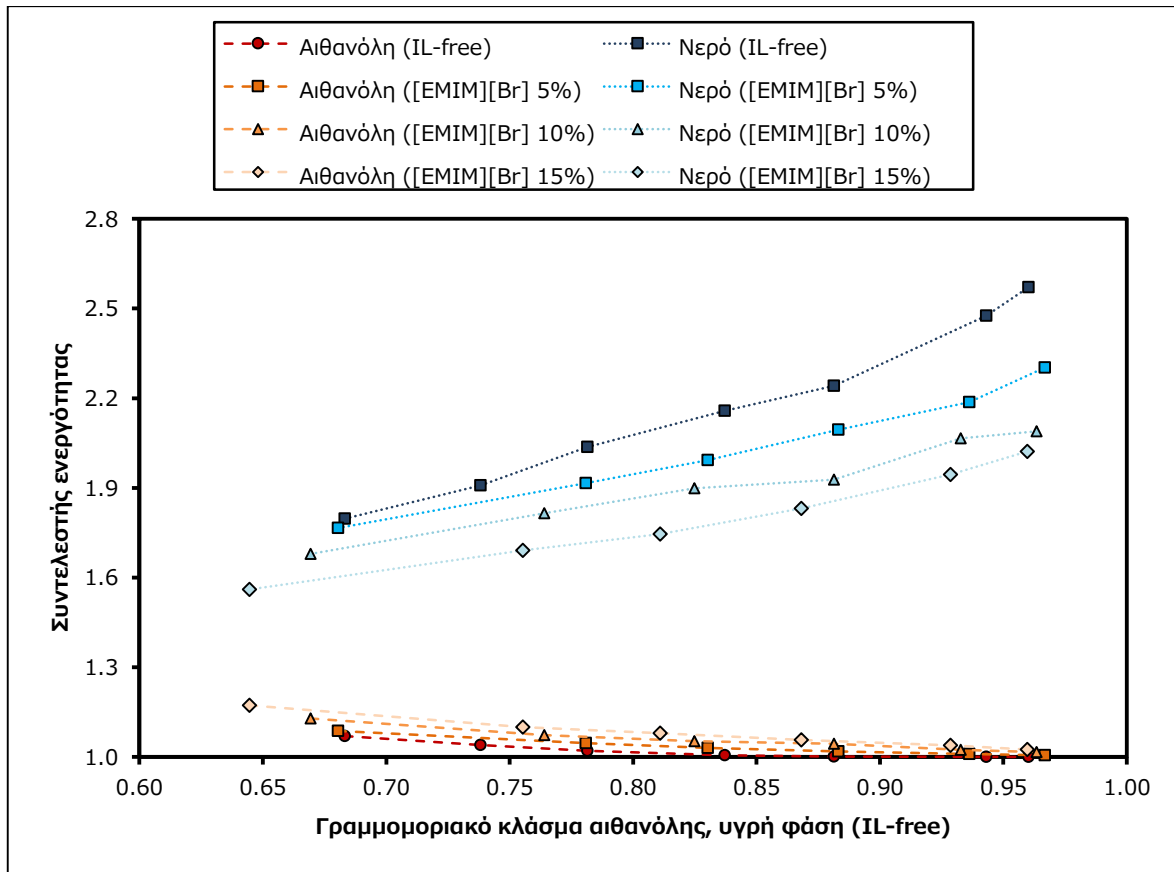 Αιθανόλη (IL-free) Νερό (IL-free)
Αιθανόλη ([EMIM][Br] 5%) Νερό ([EMIM][Br] 5%)
Αιθανόλη ([EMIM][Br] 10%) Νερό ([EMIM][Br] 10%)
Αιθανόλη ([EMIM][Br] 15%) Νερό ([EMIM][Br] 15%)
Συντελεστής ενεργότητας
2.8
2.5
2.2
1.9
1.6
1.3
1.0
0.60 0.65 0.70 0.75 0.80 0.85 0.90 0.95 1.00
Γραμμομοριακό κλάσμα αιθανόλης, υγρή φάση (IL-free)